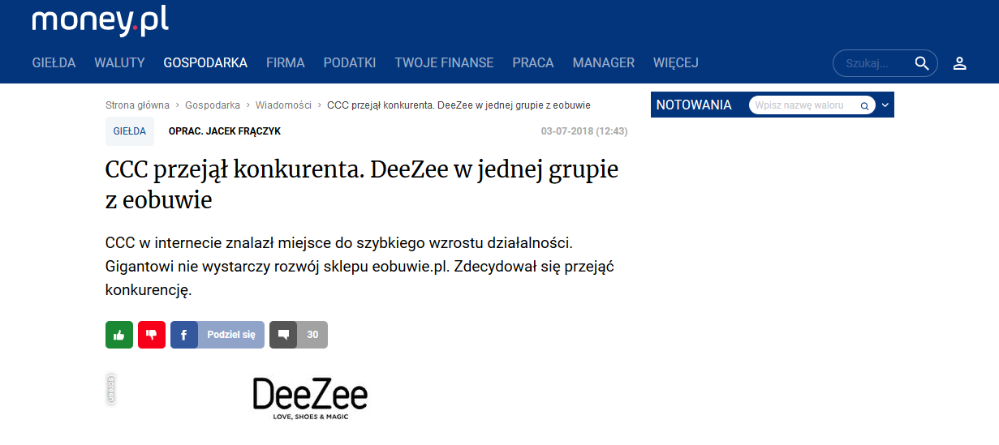 money.pl
GIEŁDA WALUTY GOSPODARKA FIRMA PODATKI TWOJE FINANSE PRACA MANAGER WIĘCEJ
Szukaj...
Strona główna › Gospodarka › Wiadomości › CCC przejął konkurenta. DeeZee w jednej grupie z eobuwie
NOTOWANIA
Wpisz nazwę waloru
GIEŁDA
OPRAC. JACEK FRĄCZYK
03-07-2018 (12:43)
CCC przejął konkurenta. DeeZee w jednej grupie
z eobuwie
CCC w internecie znalazł miejsce do szybkiego wzrostu działalności.
Gigantowi nie wystarczy rozwój sklepu eobuwie.pl. Zdecydował się przejąć
konkurencję.
f Podziel się
30
(screen)
DeeZee
LOVE, SHOES & MAGIC